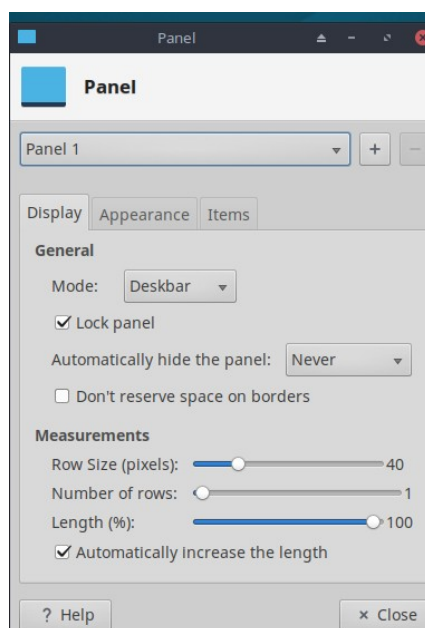 Panel
Panel
Panel 1
Display Appearance Items
General
Mode: Deskbar
Lock panel
Automatically hide the panel: Never
Don't reserve space on borders
Measurements
Row Size (pixels): 40
Number of rows: 1
Length (%): 100
Automatically increase the length
? Help × Close